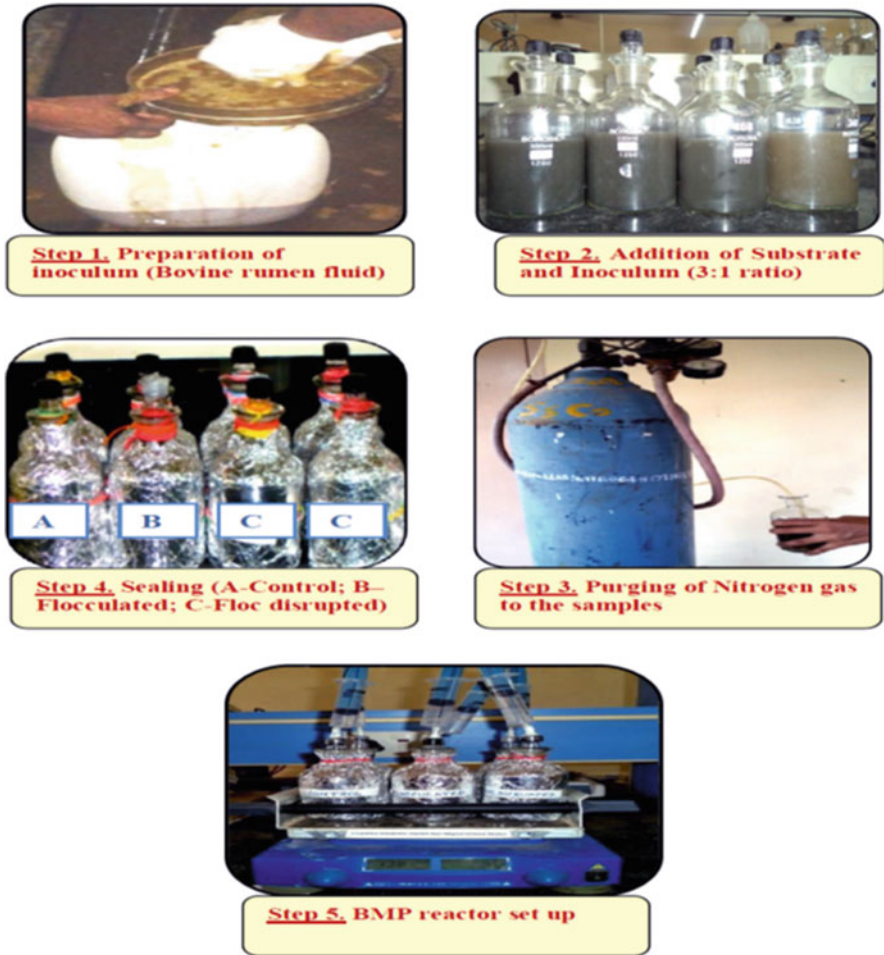 Step 1. Preparation of
inoculum (Bovine rumen fluid)
Step 2. Addition of Substrate
and Inoculum (3:1 ratio)
A
B
C
C
Step 4. Sealing (A-Control; B–
Flocculated; C-Floc disrupted)
Step 3. Purging of Nitrogen gas
to the samples
Step 5. BMP reactor set up